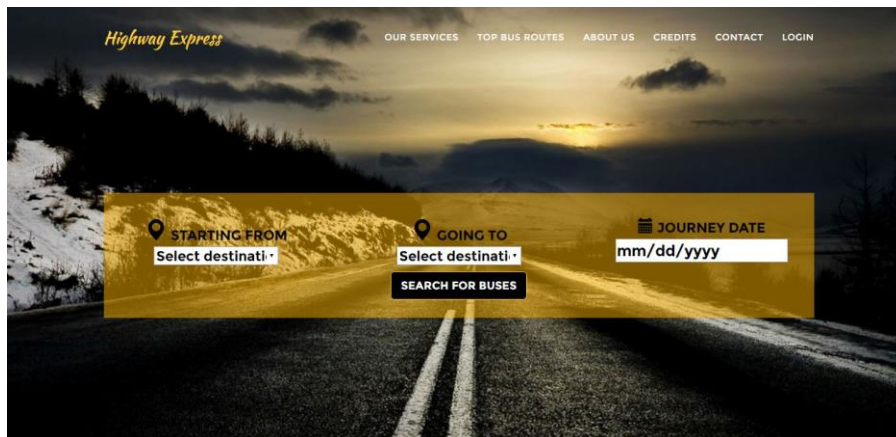 Highway Express
OUR SERVICES TOP BUS ROUTES ABOUT US CREDITS CONTACT LOGIN
STARTING FROM
Select destinati
GOING TO
Select destinati
JOURNEY DATE
mm/dd/yyyy
SEARCH FOR BUSES